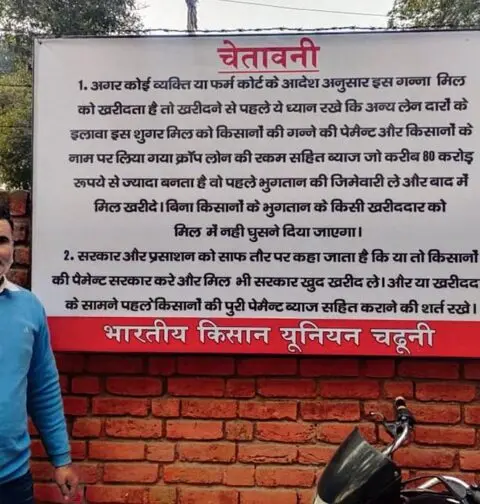 चेतावनी
1. अगर कोई व्यक्ति या फर्म कोर्ट के आदेश अनुसार इस गन्ना मिल
को खरीदता है तो खरीदने से पहले ये ध्यान रखे कि अन्य लेन दारों के
इलावा इस शुगर मिल को किसानों की गन्ने की पेमैन्ट और किसानों के
नाम पर लिया गया क्रॉप लोन की रकम सहित ब्याज जो करीब 80 करोड़
रूपये से ज्यादा बनता है वो पहले भुगतान की जिमेवारी ले और बाद में
मिल खरीदे। बिना किसानों के भुगतान के किसी खरीददार को
मिल में नही घुसने दिया जाएगा।
2. सरकार और प्रसाशन को साफ तौर पर कहा जाता है कि या तो किसानों
की पेमैन्ट सरकार करे और मिल भी सरकार खुद खरीद ले। और या खरीदद
के सामने पहले किसानों की पुरी पेमैन्ट ब्याज सहित कराने की शर्त रखे।
भारतीय किसान यूनियन चढूनी